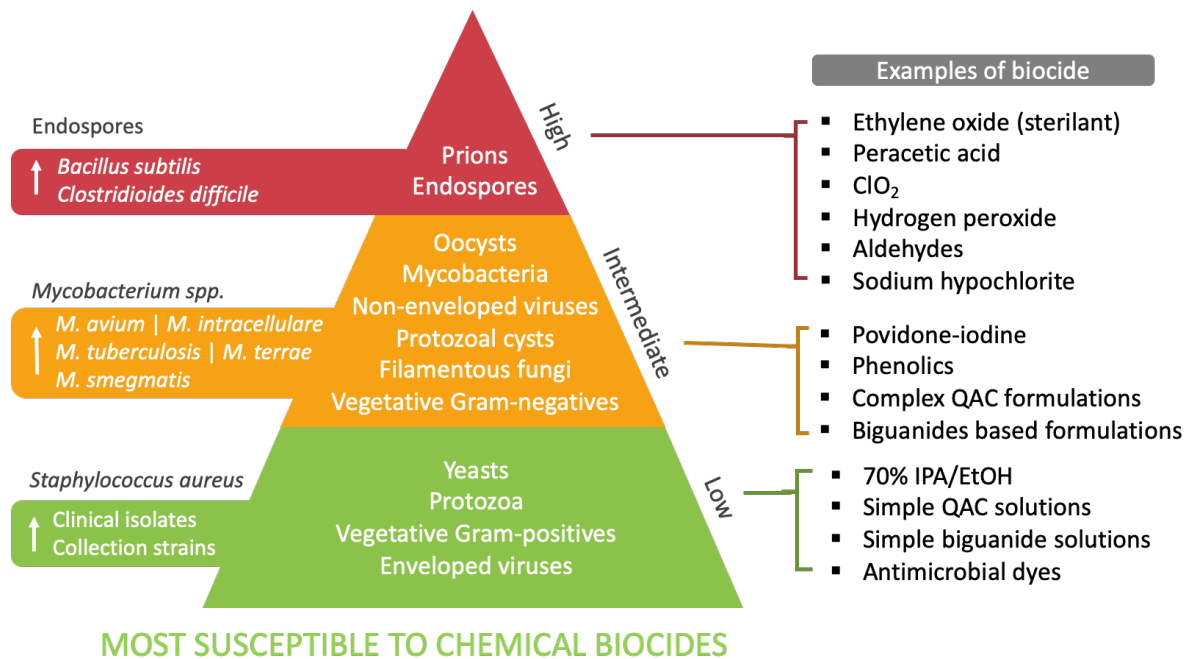 Examples of biocide
High
Ethylene oxide (sterilant)
Peracetic acid
ClO₂
Hydrogen peroxide
Aldehydes
Sodium hypochlorite
Endospores
Bacillus subtilis
Clostridioides difficile
Prions
Endospores
Intermediate
Oocysts
Mycobacteria
Non-enveloped viruses
Protozoal cysts
Filamentous fungi
Vegetative Gram-negatives
Mycobacterium spp.
M. avium | M. intracellulare
M. tuberculosis | M. terrae
M. smegmatis
Povidone-iodine
Phenolics
Complex QAC formulations
Biguanides based formulations
Low
Staphylococcus aureus
Clinical isolates
Collection strains
Yeasts
Protozoa
Vegetative Gram-positives
Enveloped viruses
70% IPA/EtOH
Simple QAC solutions
Simple biguanide solutions
Antimicrobial dyes
MOST SUSCEPTIBLE TO CHEMICAL BIOCIDES